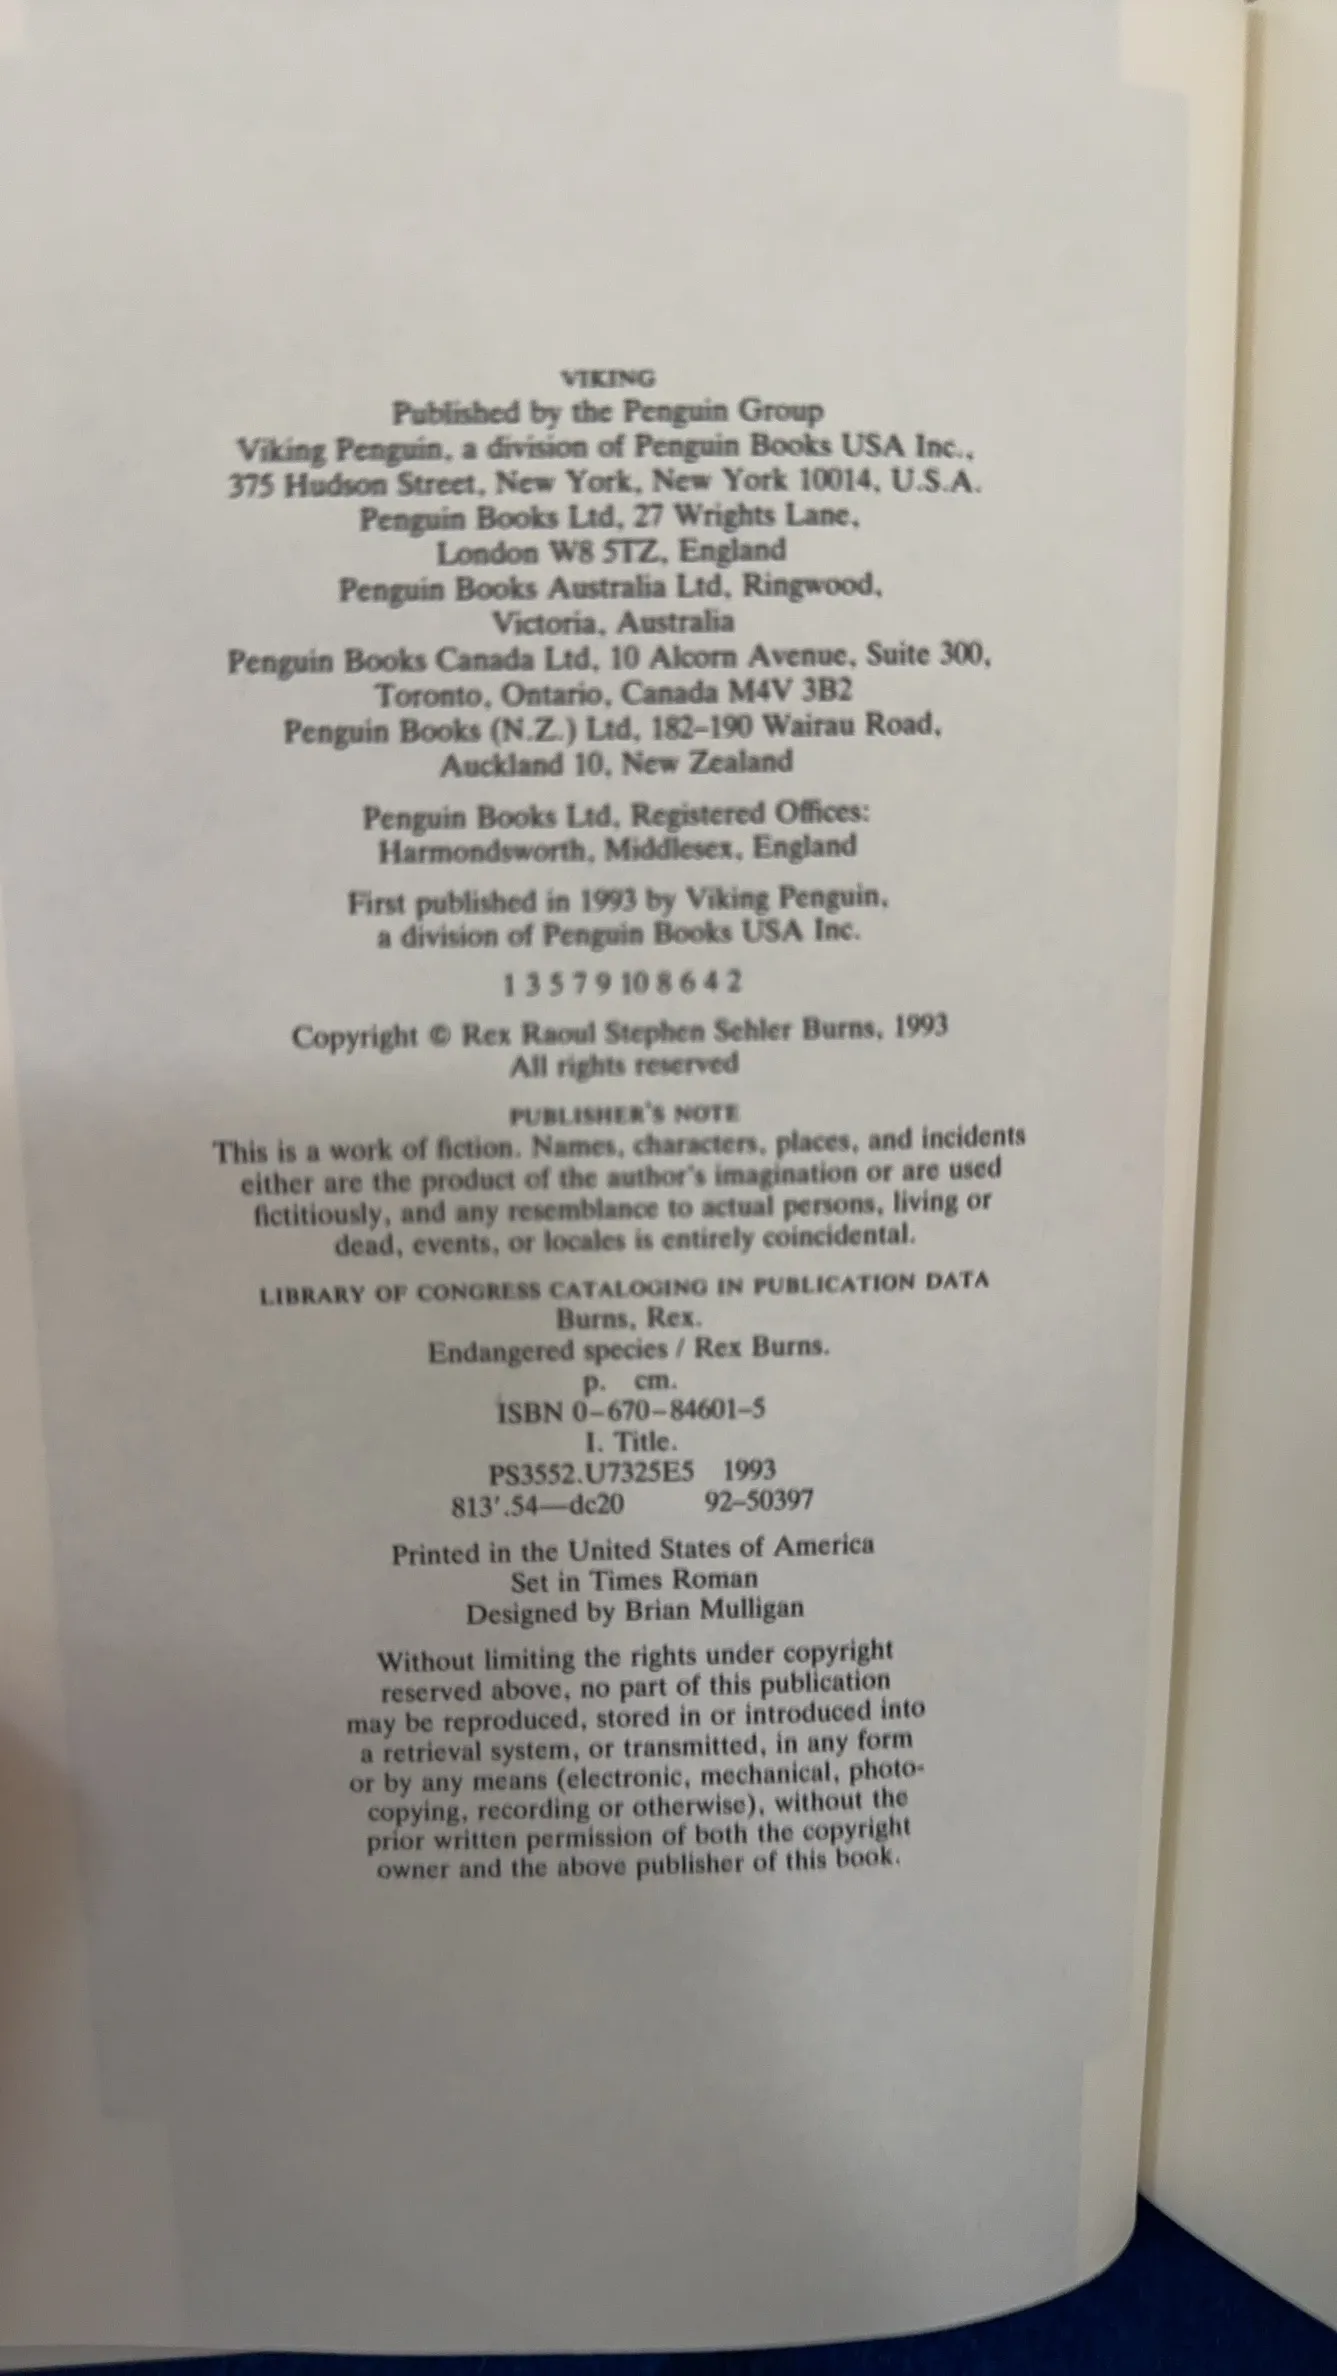 VIKING
Published by the Penguin Group
Viking Penguin, a division of Penguin Books USA Inc.,
375 Hudson Street, New York, New York 10014, U.S.A.
Penguin Books Ltd, 27 Wrights Lane,
London W8 5TZ, England
Penguin Books Australia Ltd, Ringwood,
Victoria, Australia
Penguin Books Canada Ltd, 10 Alcorn Avenue, Suite 300,
Toronto, Ontario, Canada M4V 3B2
Penguin Books (N.Z.) Ltd, 182–190 Wairau Road,
Auckland 10, New Zealand
Penguin Books Ltd, Registered Offices:
Harmondsworth, Middlesex, England
First published in 1993 by Viking Penguin,
a division of Penguin Books USA Inc.
1 3 5 7 9 10 8 6 4 2
Copyright © Rex Raoul Stephen Sehler Burns, 1993
All rights reserved
PUBLISHER'S NOTE
This is a work of fiction. Names, characters, places, and incidents
either are the product of the author's imagination or are used
fictitiously, and any resemblance to actual persons, living or
dead, events, or locales is entirely coincidental.
LIBRARY OF CONGRESS CATALOGING IN PUBLICATION DATA
Burns, Rex.
Endangered species / Rex Burns.
p. cm.
ISBN 0–670–84601–5
I. Title.
PS3552.U7325E5 1993
813'.54—dc20 92–50397
Printed in the United States of America
Set in Times Roman
Designed by Brian Mulligan
Without limiting the rights under copyright
reserved above, no part of this publication
may be reproduced, stored in or introduced into
a retrieval system, or transmitted, in any form
or by any means (electronic, mechanical, photo-
copying, recording or otherwise), without the
prior written permission of both the copyright
owner and the above publisher of this book.